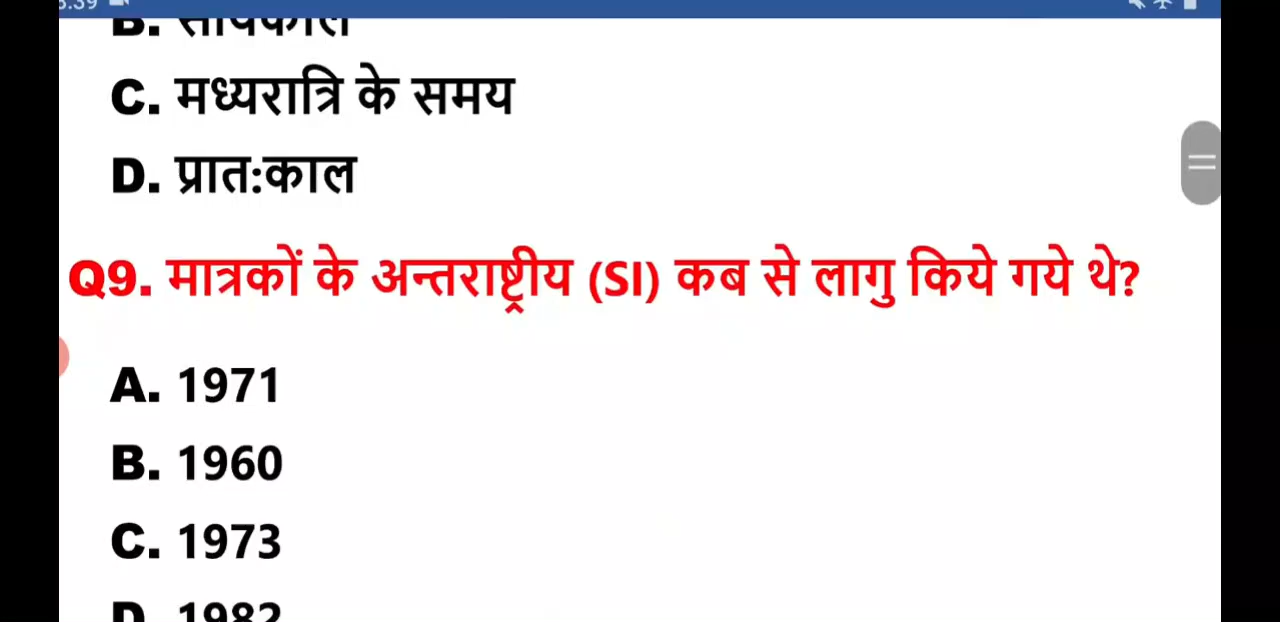 B. सायंकाल
C. मध्यरात्रि के समय
D. प्रात:काल
Q9. मात्रकों के अन्तराष्ट्रीय (SI) कब से लागु किये गये थे?
A. 1971
B. 1960
C. 1973
D. 1982